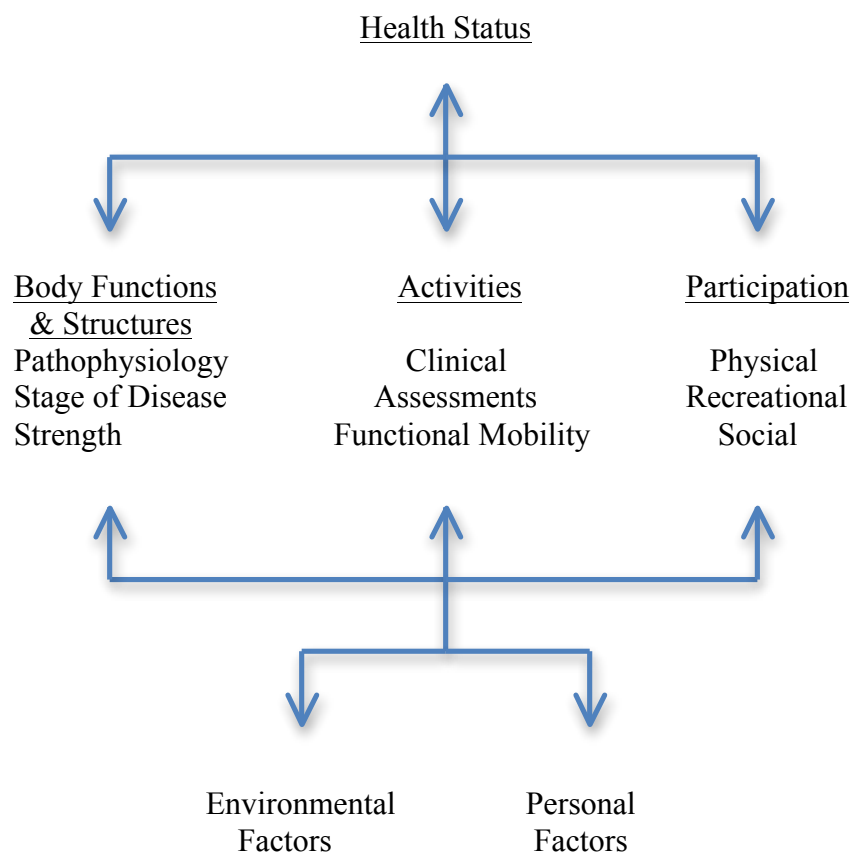 Health Status
Body Functions
& Structures
Pathophysiology
Stage of Disease
Strength
Activities
Clinical
Assessments
Functional Mobility
Participation
Physical
Recreational
Social
Environmental
Factors
Personal
Factors